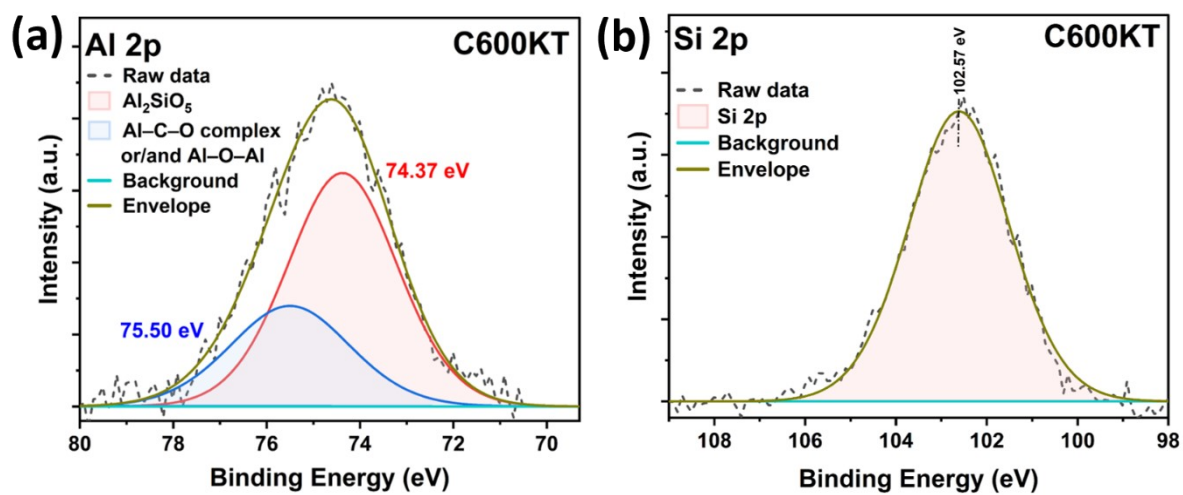 (a)
Al 2p
C600KT
Raw data
Al₂SiO₅
Al–C–O complex
or/and Al–O–Al
Background
Envelope
74.37 eV
75.50 eV
Intensity (a.u.)
80 78 76 74 72 70
Binding Energy (eV)
(b)
Si 2p
C600KT
102.57 eV
Raw data
Si 2p
Background
Envelope
Intensity (a.u.)
108 106 104 102 100 98
Binding Energy (eV)